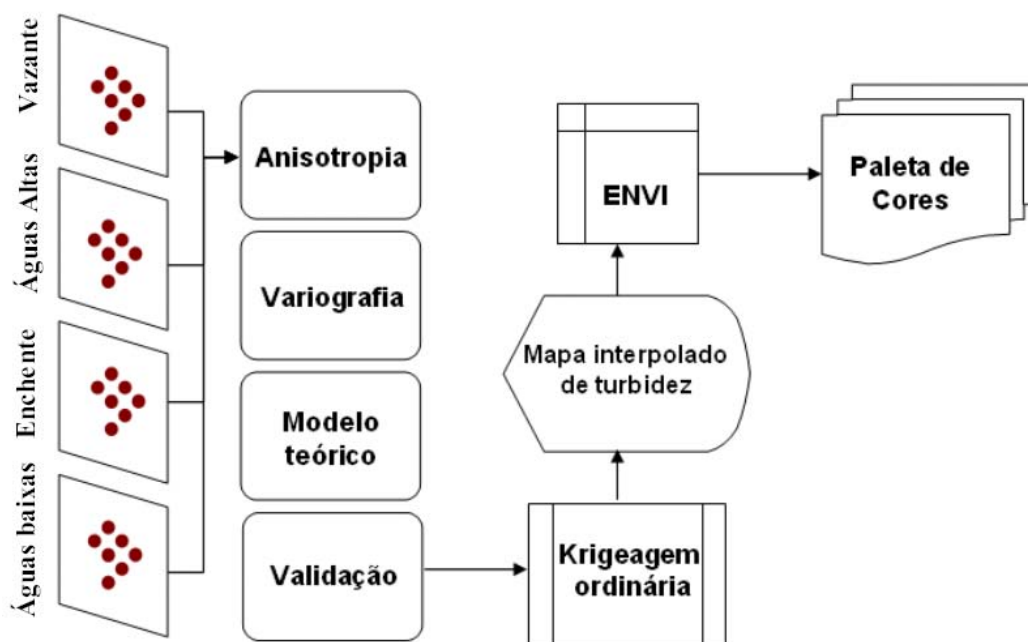 Vazante
Águas Altas
Enchente
Águas baixas
Anisotropia
Variografia
Modelo
teórico
Validação
Krigeagem
ordinária
Mapa interpolado
de turbidez
ENVI
Paleta de
Cores